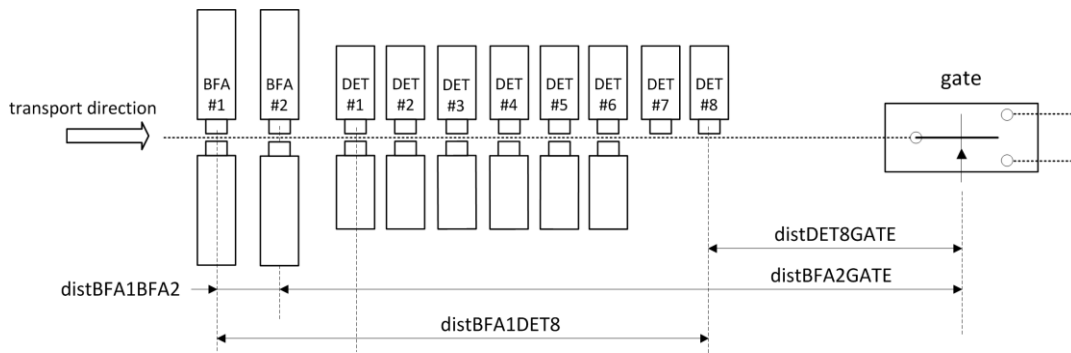 BFA
#1
BFA
#2
DET
#1
DET
#2
DET
#3
DET
#4
DET
#5
DET
#6
DET
#7
DET
#8
gate
transport direction
distDET8GATE
distBFA1BFA2
distBFA2GATE
distBFA1DET8